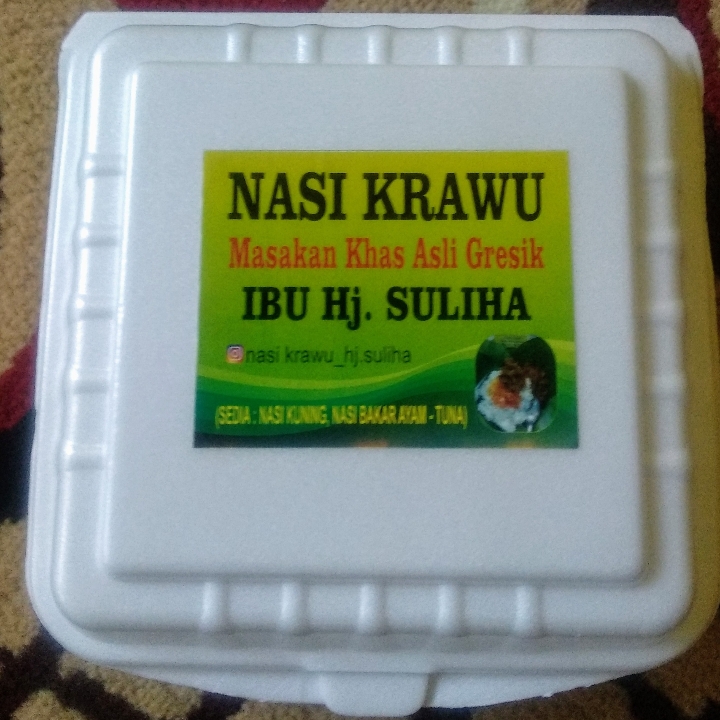 NASI KRAWU
Masakan Khas Asli Gresik
IBU Hj. SULIHA
nasi krawu_hj.suliha
(SEDIA : NASI KUNING, NASI BAKAR AYAM - TUNA)